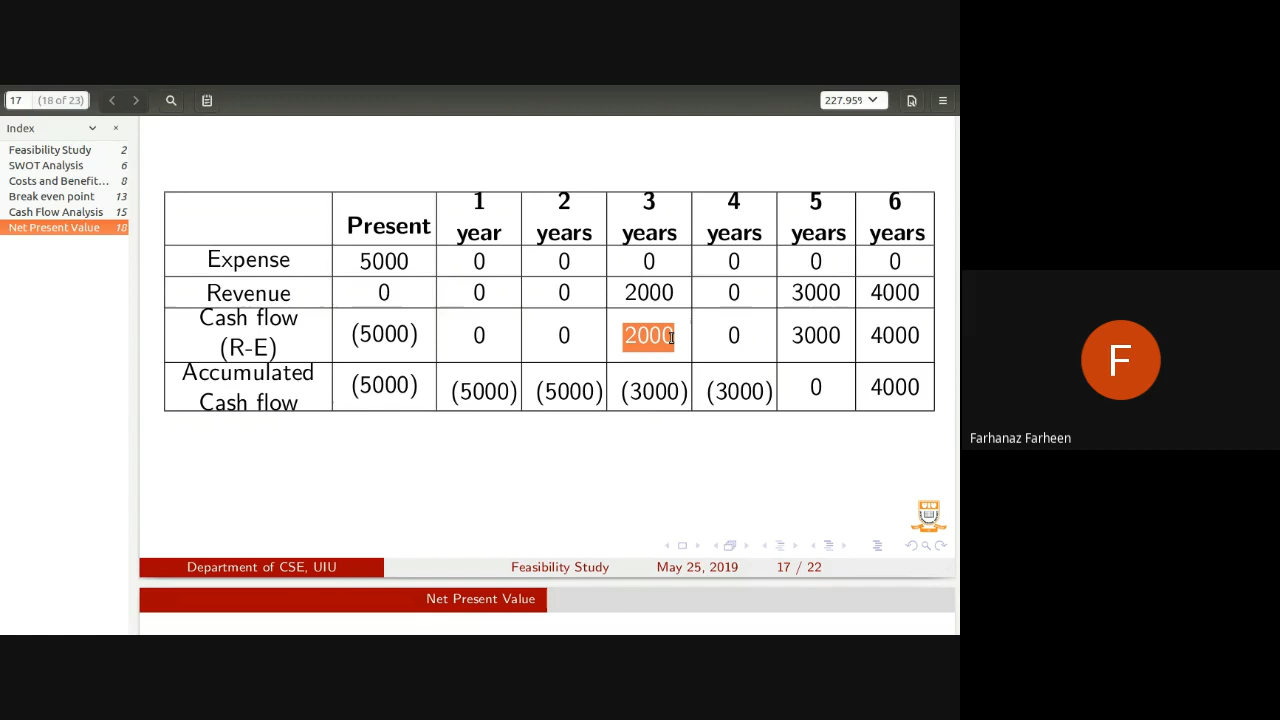 17 (18 of 23) 227.95%
Index
Feasibility Study 2
SWOT Analysis 6
Costs and Benefit... 8
Break even point 13
Cash Flow Analysis 15
Net Present Value 18
Present 1 year 2 years 3 years 4 years 5 years 6 years
Expense 5000 0 0 0 0 0 0
Revenue 0 0 0 2000 0 3000 4000
Cash flow (R-E) (5000) 0 0 2000 0 3000 4000
Accumulated Cash flow (5000) (5000) (5000) (3000) (3000) 0 4000
Department of CSE, UIU Feasibility Study May 25, 2019 17 / 22
Net Present Value
F
Farhanaz Farheen